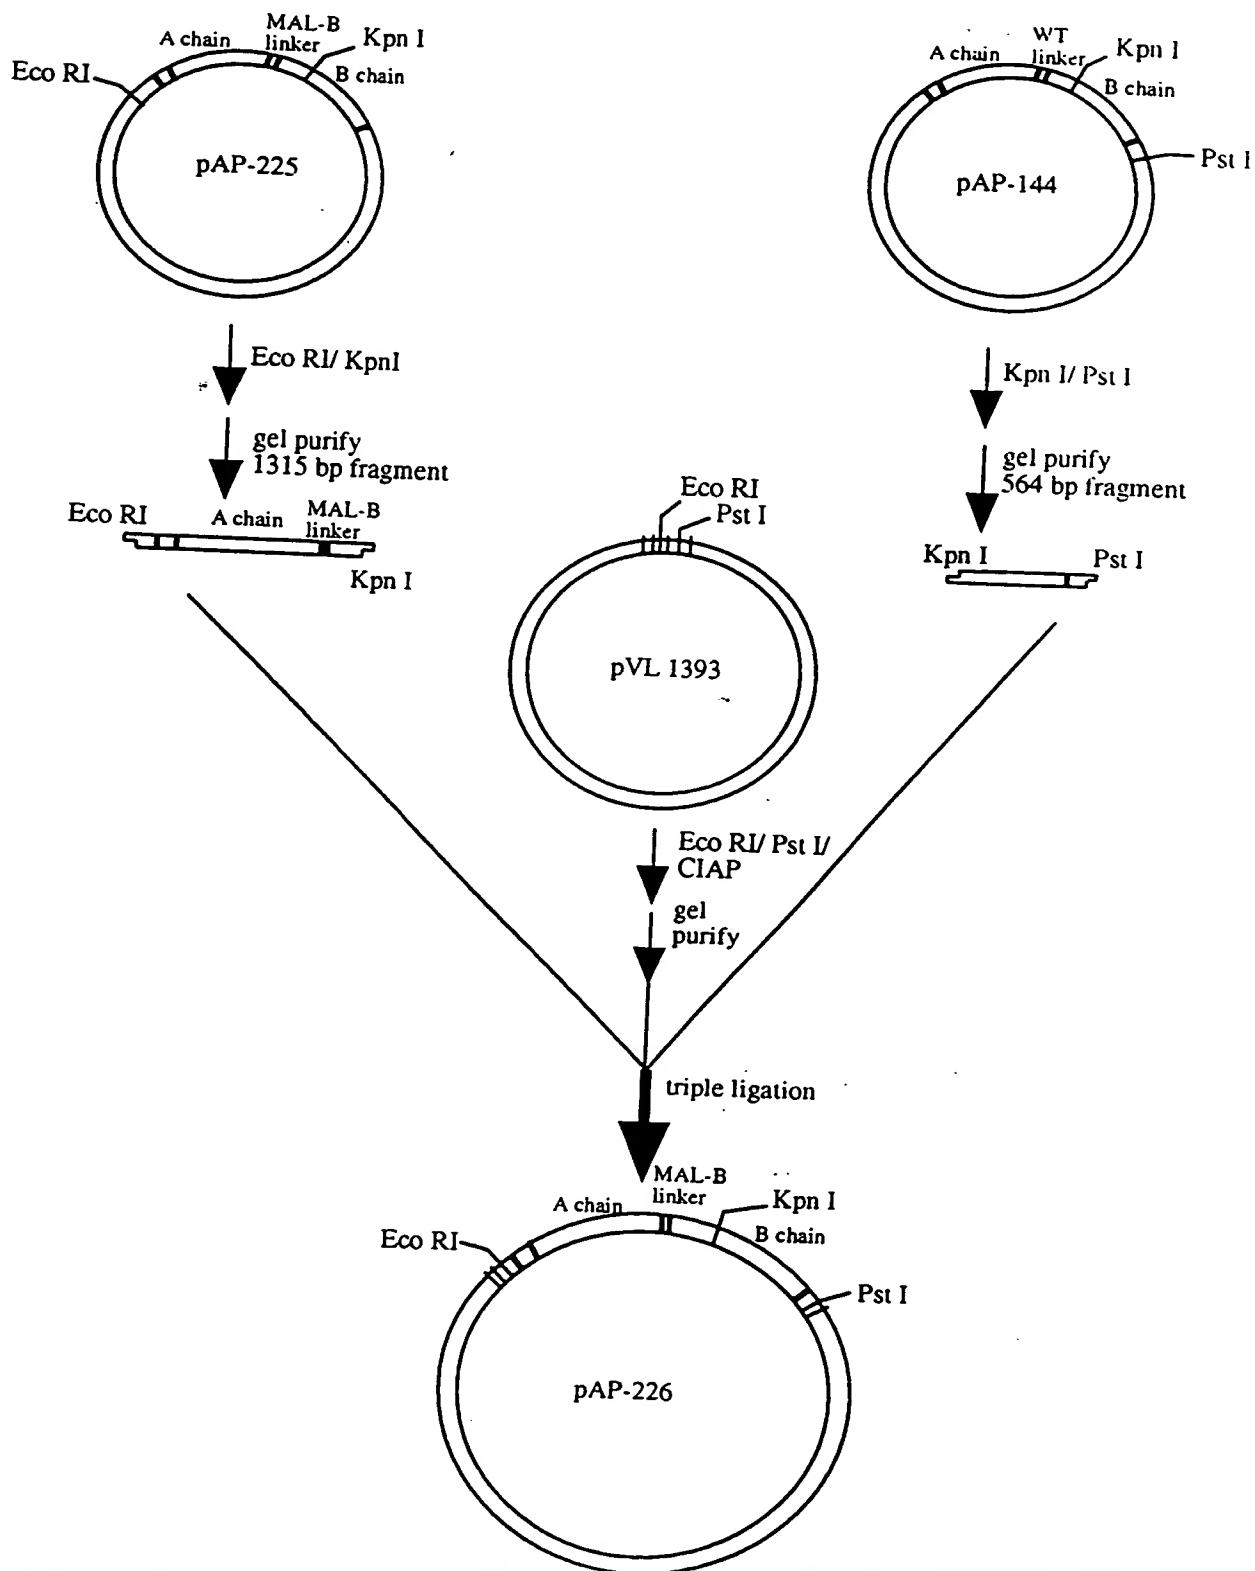 MAL-B
linker
A chain
Kpn I
Eco RI
B chain
pAP-225
WT
linker
A chain
Kpn I
B chain
Pst I
pAP-144
Eco RI/ KpnI
gel purify
1315 bp fragment
Kpn I/ Pst I
gel purify
564 bp fragment
Eco RI
A chain
MAL-B
linker
Kpn I
Eco RI
Pst I
Kpn I
Pst I
pVL 1393
Eco RI/ Pst I/
CIAP
gel
purify
triple ligation
MAL-B
linker
A chain
Kpn I
Eco RI
B chain
Pst I
pAP-226